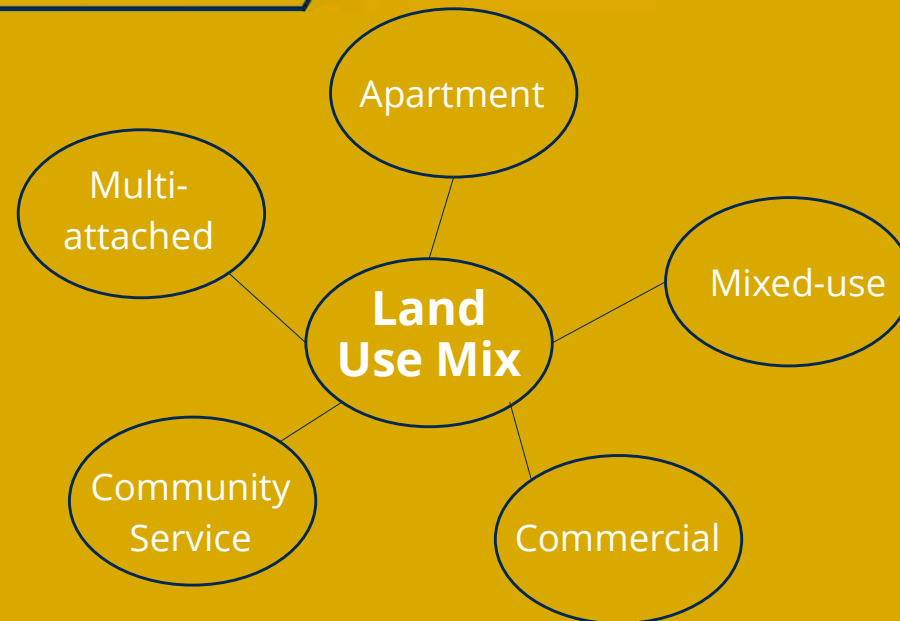 Apartment
Multi-
attached
Mixed-use
Land
Use Mix
Community
Service
Commercial